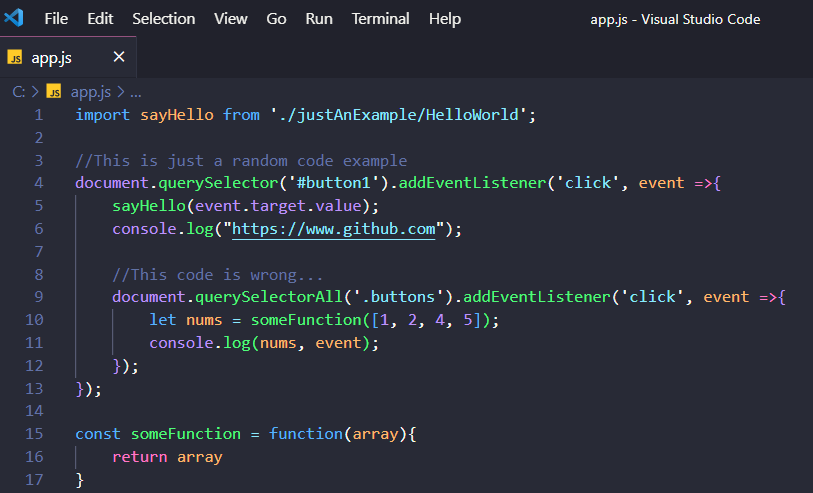 File Edit Selection View Go Run Terminal Help app.js - Visual Studio Code
JS app.js ×
C: > JS app.js > ...
1 import sayHello from './justAnExample/HelloWorld';
2
3 //This is just a random code example
4 document.querySelector('#button1').addEventListener('click', event =>{
5 sayHello(event.target.value);
6 console.log("https://www.github.com");
7
8 //This code is wrong...
9 document.querySelectorAll('.buttons').addEventListener('click', event =>{
10 let nums = someFunction([1, 2, 4, 5]);
11 console.log(nums, event);
12 });
13 });
14
15 const someFunction = function(array){
16 return array
17 }